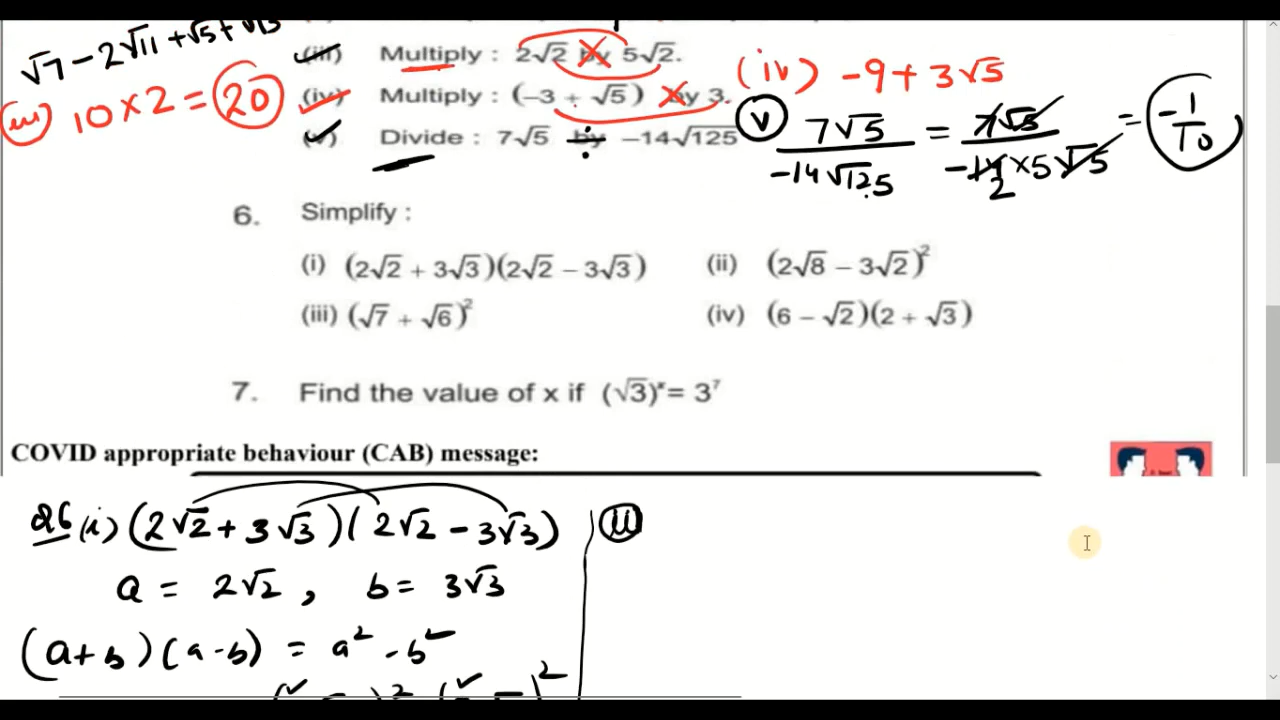 √7 − 2√11 + √5 + √13
(iii) Multiply : 2√2 by 5√2.
(iii) 10 × 2 = 20
(iv) Multiply : (−3 + √5) by 3.
(iv) −9 + 3√5
(v) Divide : 7√5 by ÷ −14√125
(v) 7√5 / −14√125 = 7√5 / −14 2 × 5√5 = −1/10
6. Simplify :
(i) (2√2 + 3√3)(2√2 − 3√3) (ii) (2√8 − 3√2)²
(iii) (√7 + √6)² (iv) (6 − √2)(2 + √3)
7. Find the value of x if (√3)ˣ = 3⁷
COVID appropriate behaviour (CAB) message:
Q6 (i) (2√2 + 3√3)(2√2 − 3√3)
(ii)
a = 2√2 , b = 3√3
(a+b)(a-b) = a² - b²